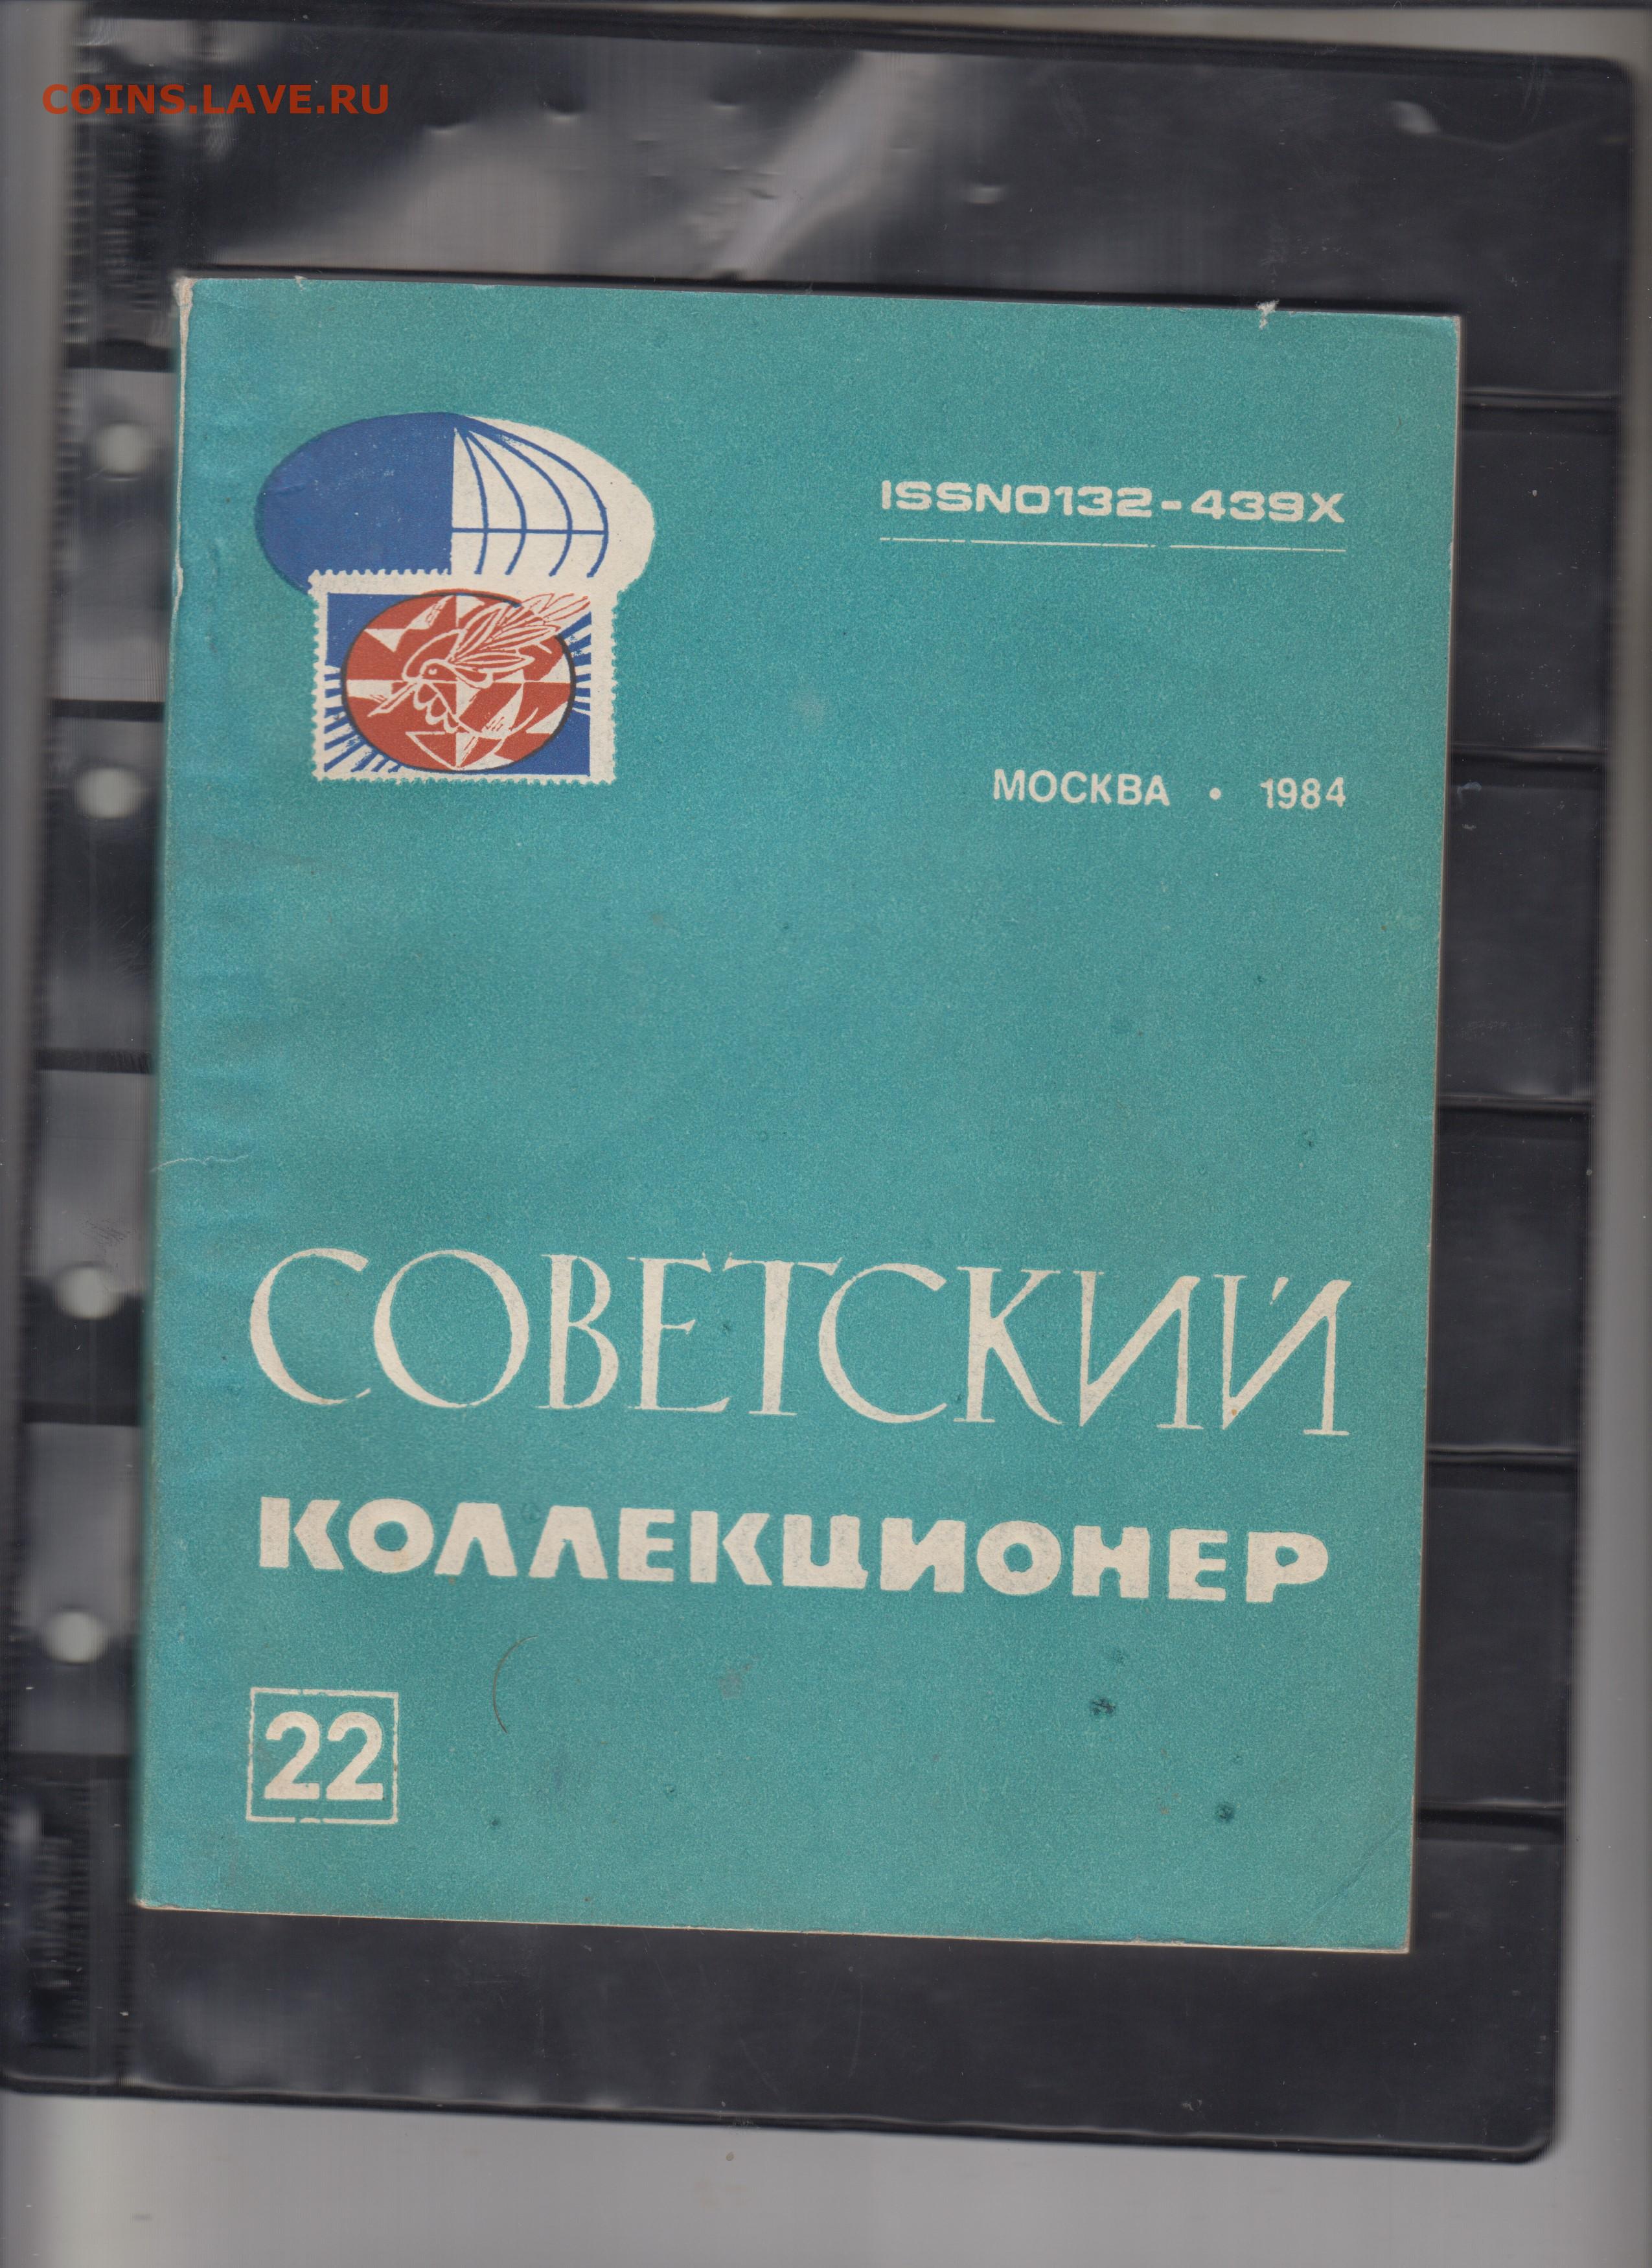 COINS.LAVE.RU
ISSN0132-439X
МОСКВА • 1984
СОВЕТСКИЙ
КОЛЛЕКЦИОНЕР
22